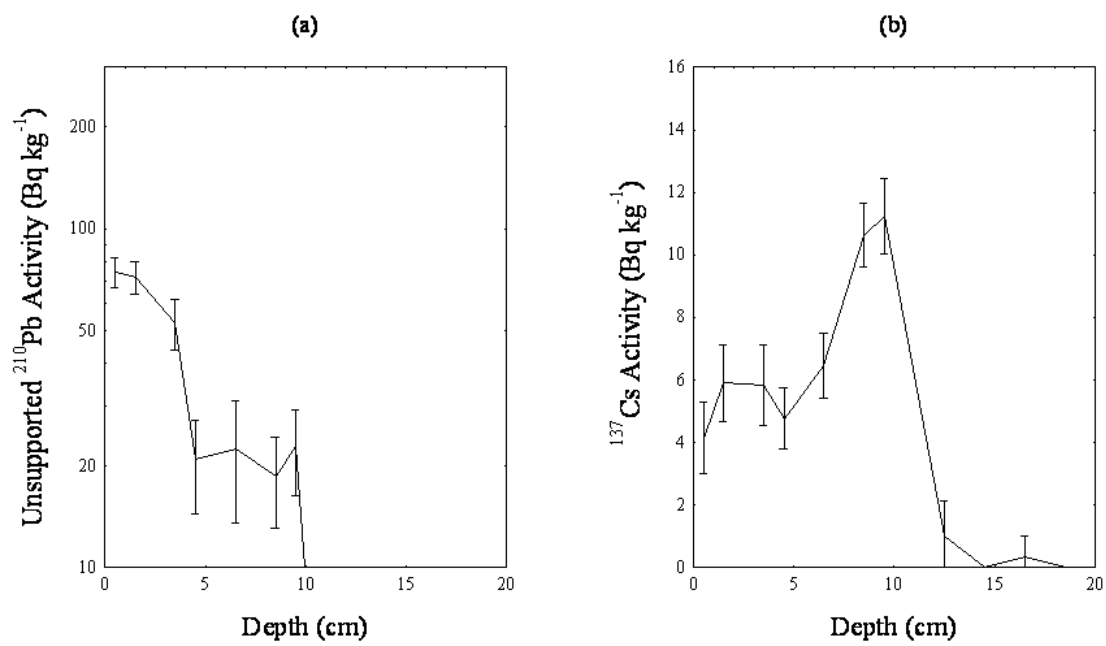 (a)
Unsupported ²¹⁰Pb Activity (Bq kg⁻¹)
200
100
50
20
10
0 5 10 15 20
Depth (cm)
(b)
¹³⁷Cs Activity (Bq kg⁻¹)
16
14
12
10
8
6
4
2
0
0 5 10 15 20
Depth (cm)